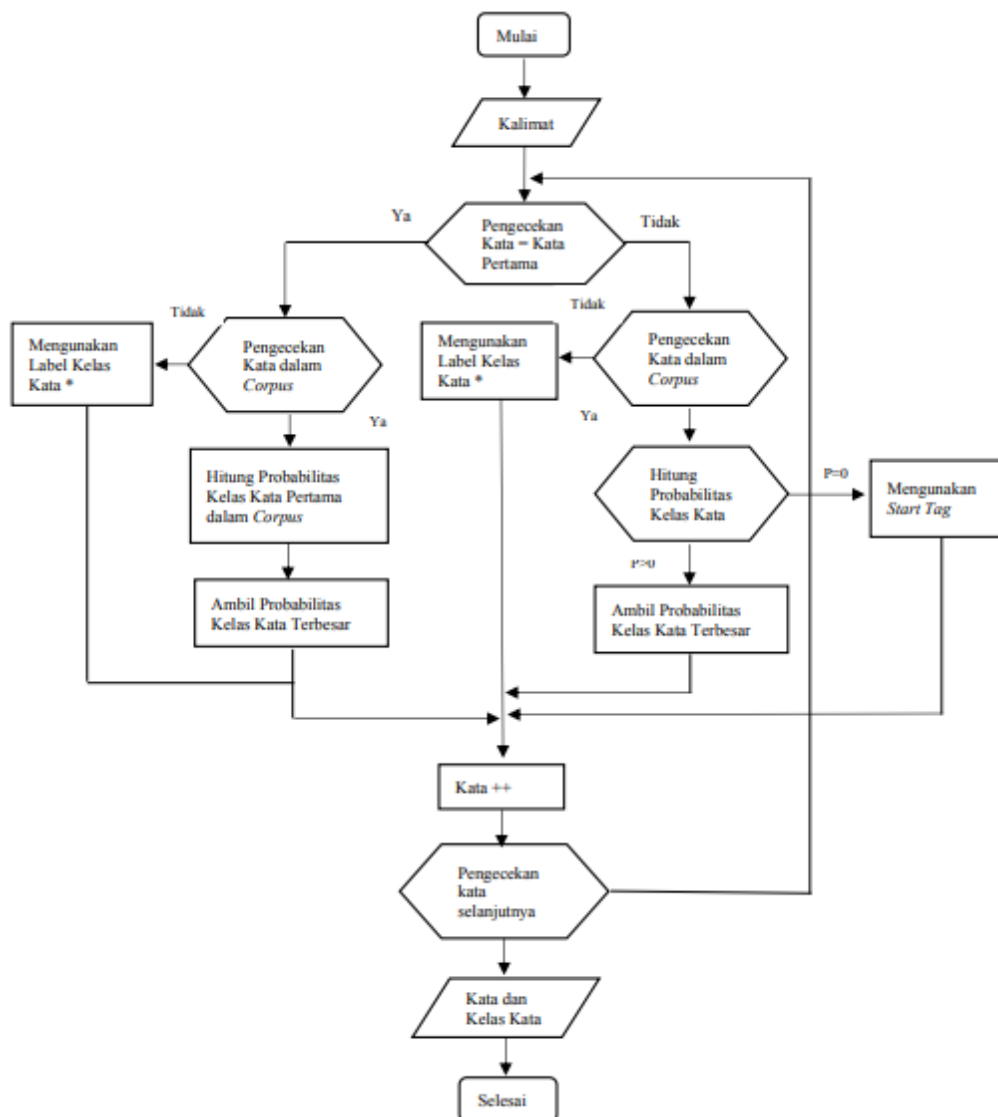 Mulai
Kalimat
Ya
Pengecekan
Kata = Kata
Pertama
Tidak
Tidak
Mengunakan
Label Kelas
Kata *
Pengecekan
Kata dalam
Corpus
Ya
Hitung Probabilitas
Kelas Kata Pertama
dalam Corpus
Ambil Probabilitas
Kelas Kata Terbesar
Tidak
Mengunakan
Label Kelas
Kata *
Pengecekan
Kata dalam
Corpus
Ya
Hitung
Probabilitas
Kelas Kata
P=0
Mengunakan
Start Tag
P>0
Ambil Probabilitas
Kelas Kata Terbesar
Kata ++
Pengecekan
kata
selanjutnya
Kata dan
Kelas Kata
Selesai